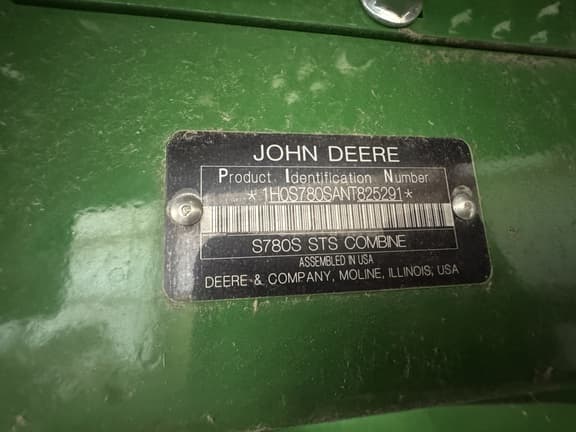 JOHN DEERE
Product Identification Number
*1H0S780SANT825291*
S780S STS COMBINE
ASSEMBLED IN USA
DEERE & COMPANY, MOLINE, ILLINOIS, USA